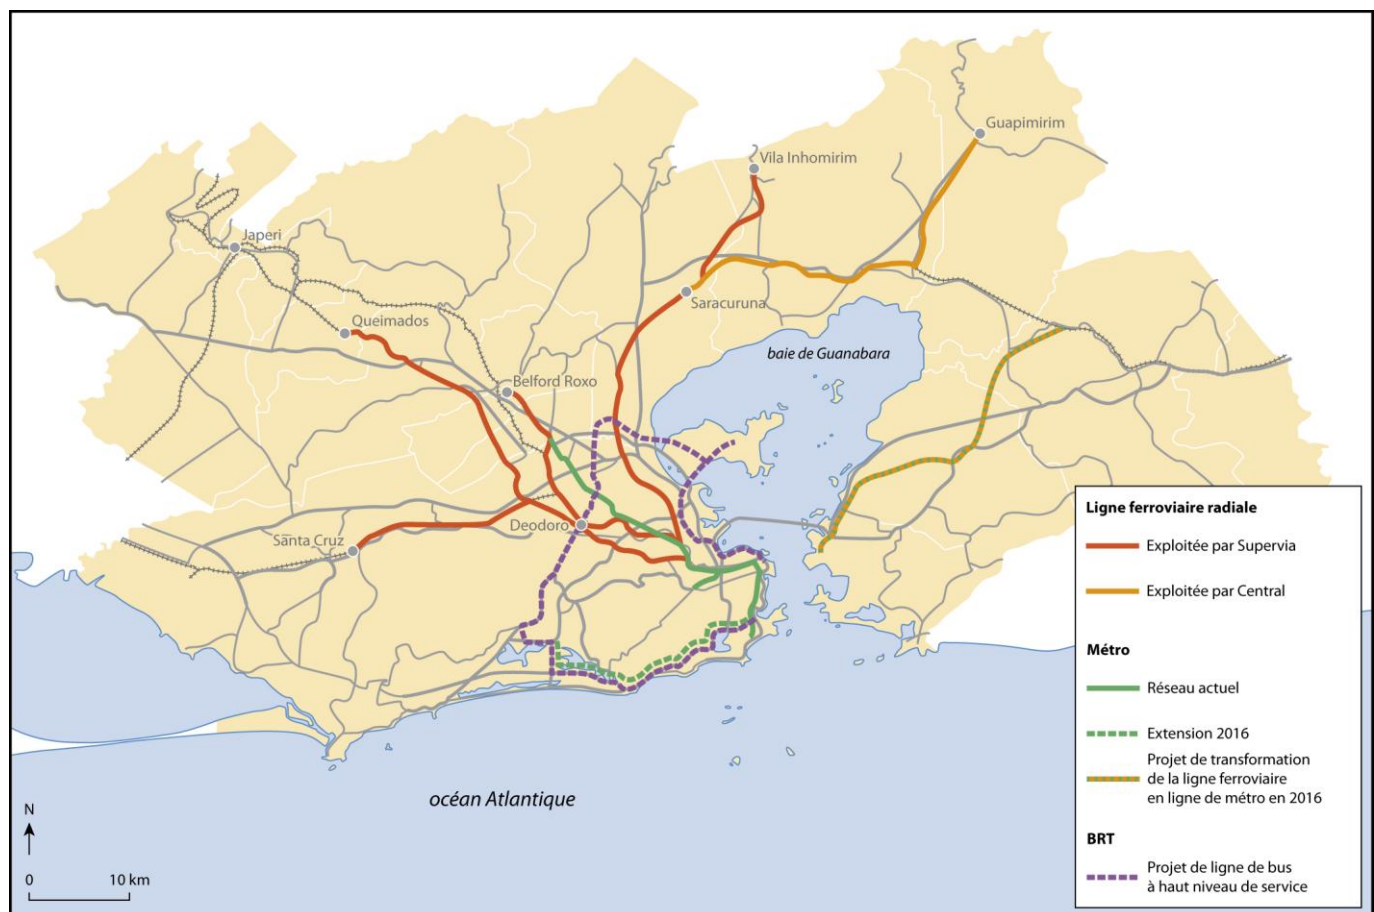 Guapimirim
Vila Inhomirim
Japeri
Saracuruna
Queimados
baie de Guanabara
Belford Roxo
Deodoro
Santa Cruz
océan Atlantique
N
0 10 km
Ligne ferroviaire radiale
Exploitée par Supervia
Exploitée par Central
Métro
Réseau actuel
Extension 2016
Projet de transformation
de la ligne ferroviaire
en ligne de métro en 2016
BRT
Projet de ligne de bus
à haut niveau de service